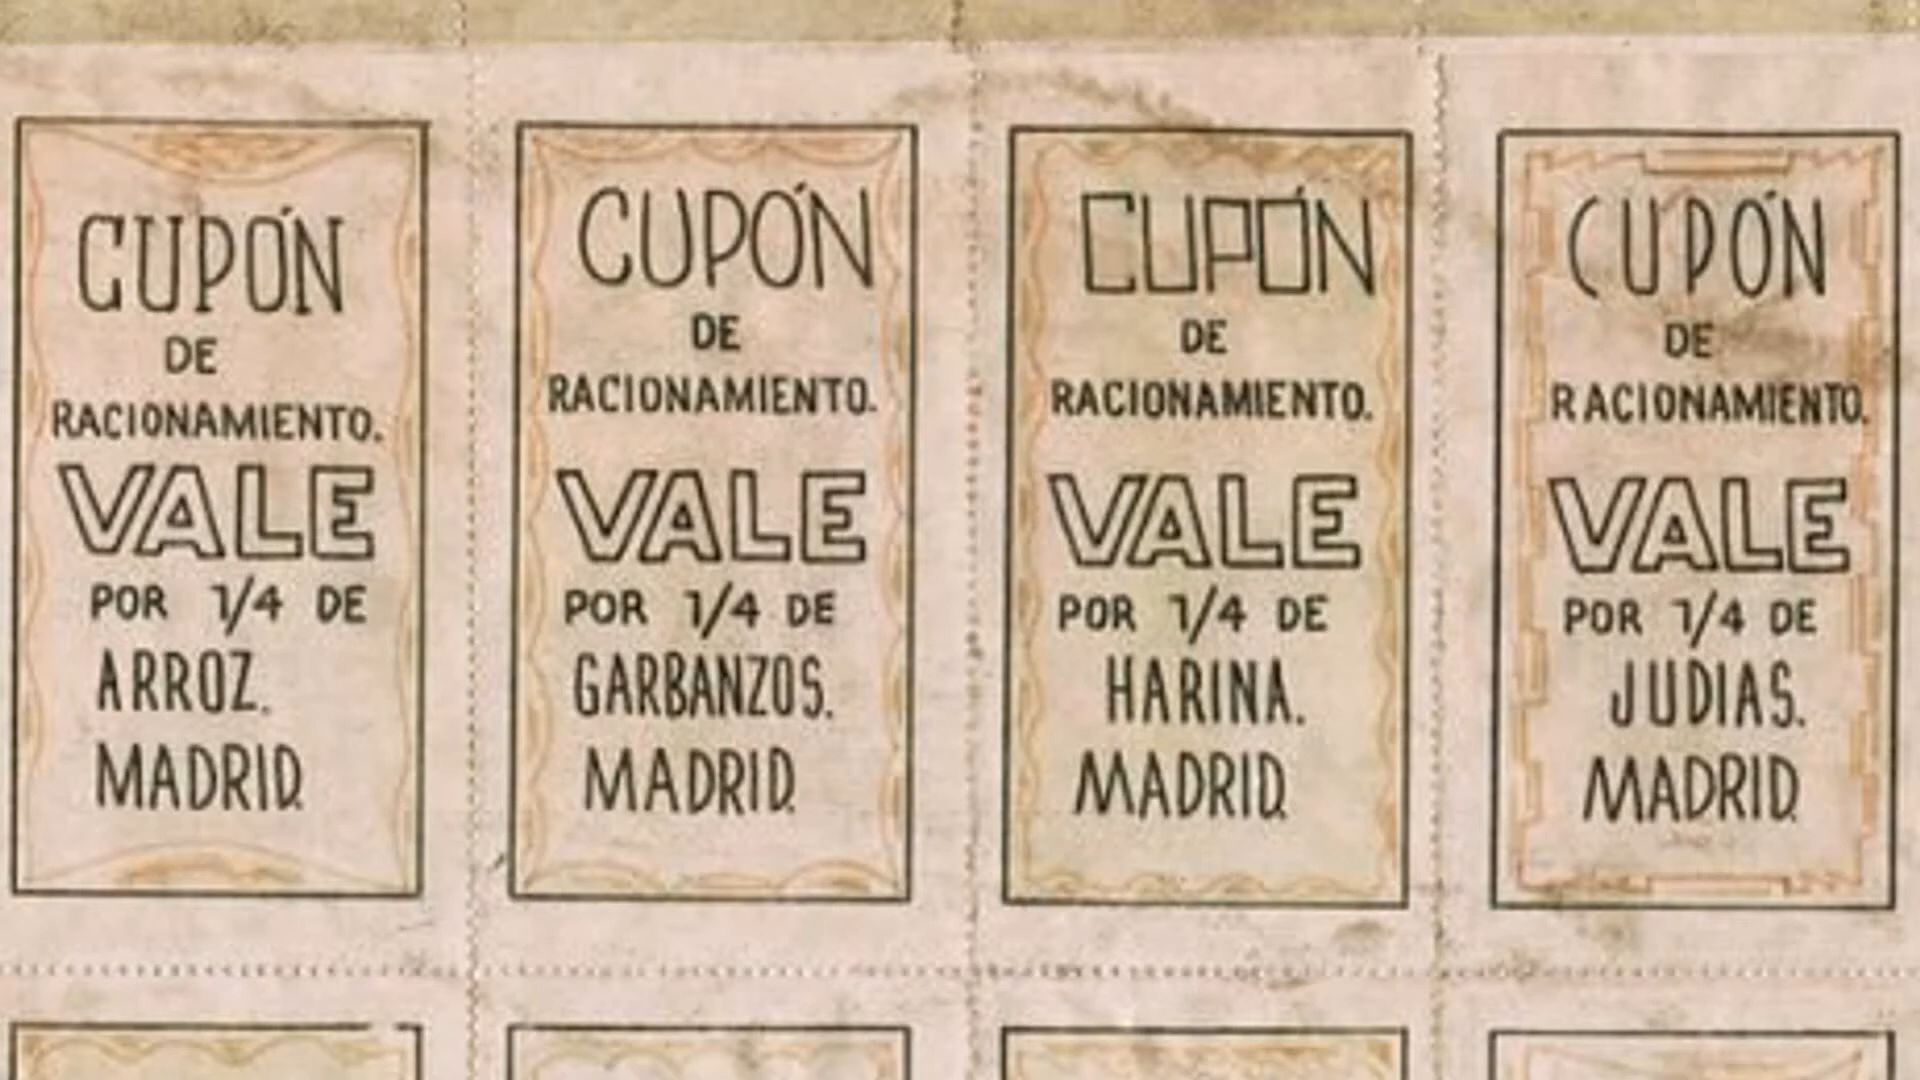 CUPÓN
DE
RACIONAMIENTO.
VALE
POR 1/4 DE
ARROZ.
MADRID.
CUPÓN
DE
RACIONAMIENTO.
VALE
POR 1/4 DE
GARBANZOS.
MADRID.
CUPÓN
DE
RACIONAMIENTO.
VALE
POR 1/4 DE
HARINA.
MADRID.
CUPÓN
DE
RACIONAMIENTO.
VALE
POR 1/4 DE
JUDIAS.
MADRID.